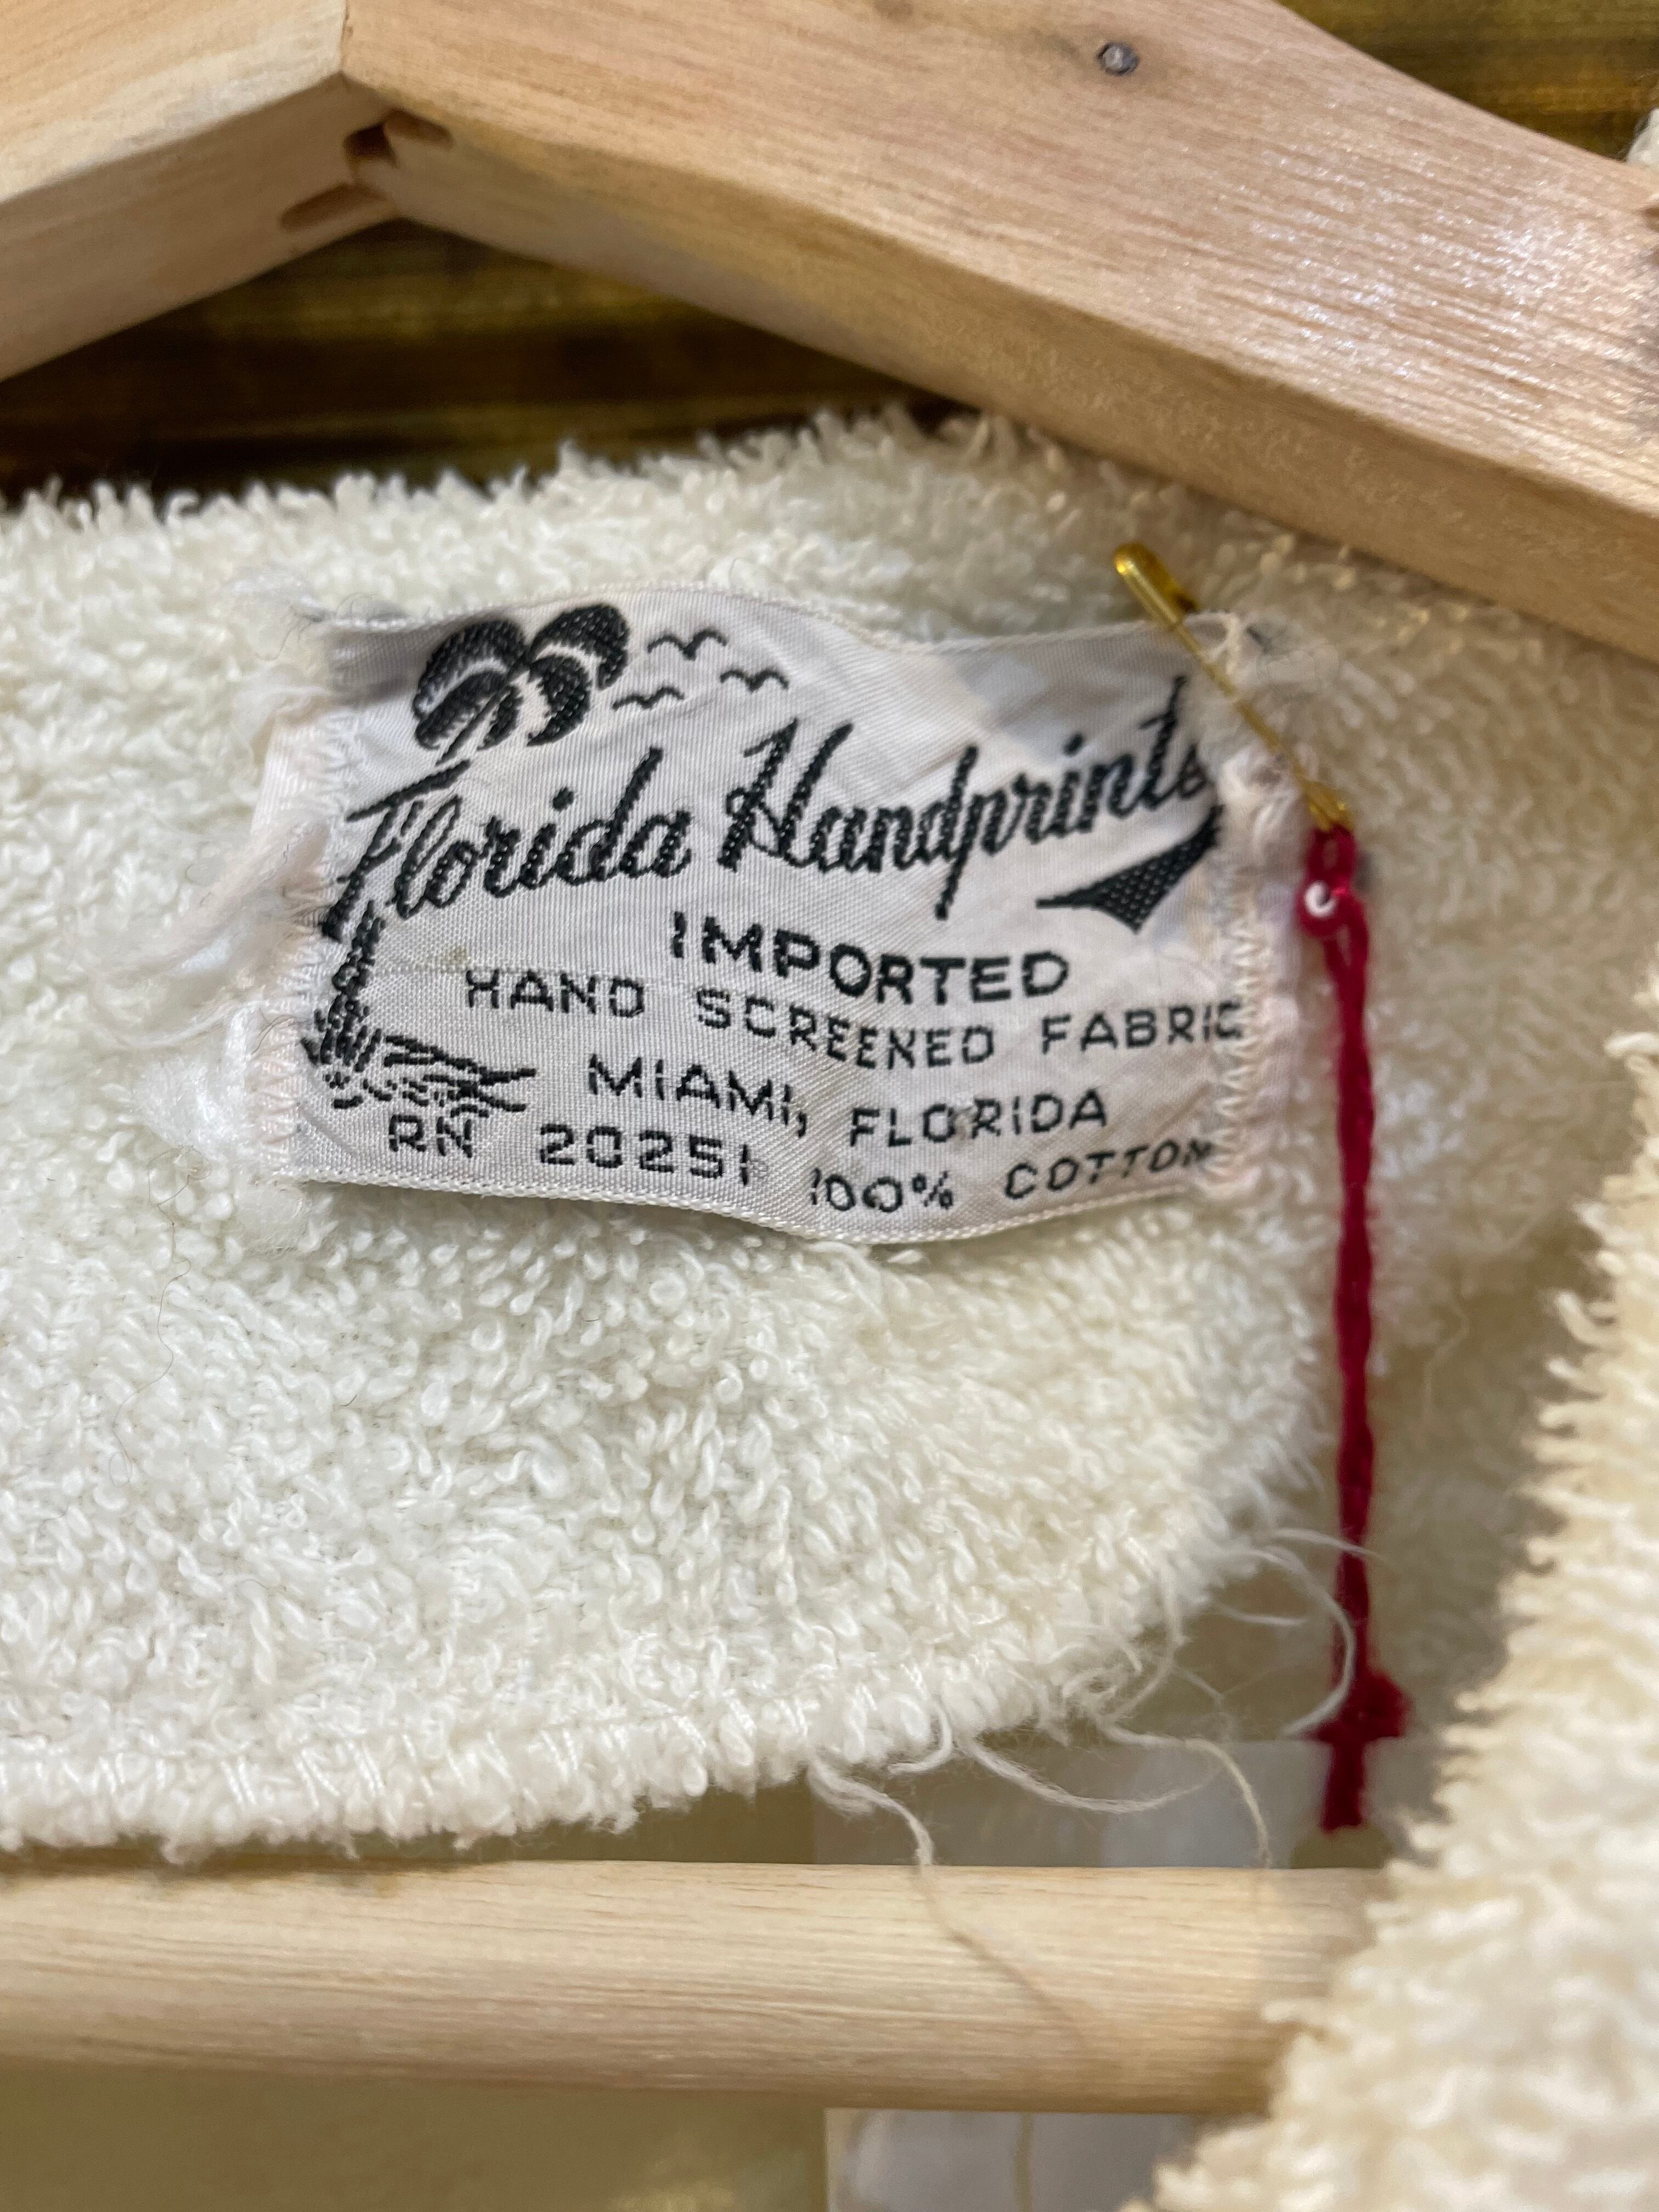 Florida Handprints
IMPORTED
HAND SCREENED FABRIC
MIAMI, FLORIDA
RN 20251 100% COTTON